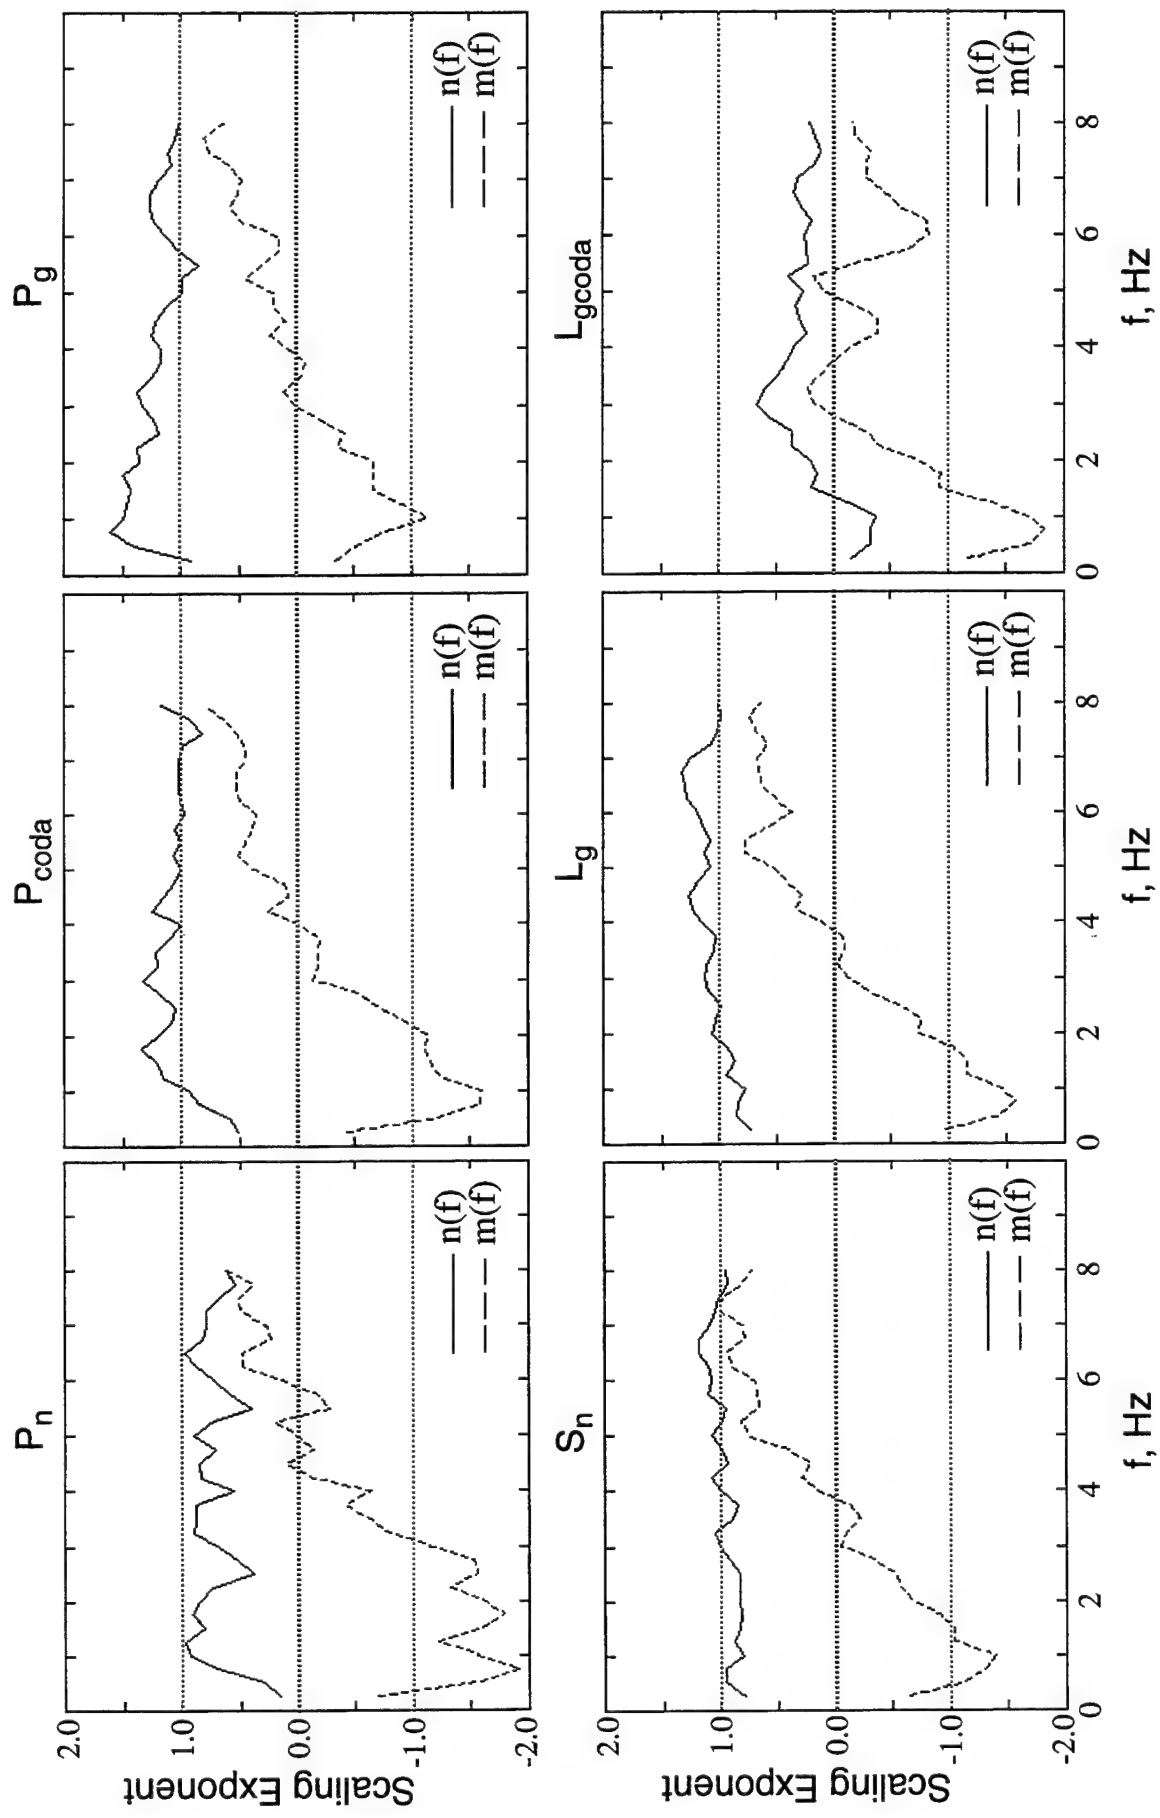 Pn
Pcoda
Pg
Scaling Exponent
2.0
1.0
0.0
-1.0
-2.0
n(f)
m(f)
n(f)
m(f)
n(f)
m(f)
Sn
Lg
Lgcoda
Scaling Exponent
2.0
1.0
0.0
-1.0
-2.0
n(f)
m(f)
n(f)
m(f)
n(f)
m(f)
0 2 4 6 8
0 2 4 6 8
0 2 4 6 8
f, Hz
f, Hz
f, Hz